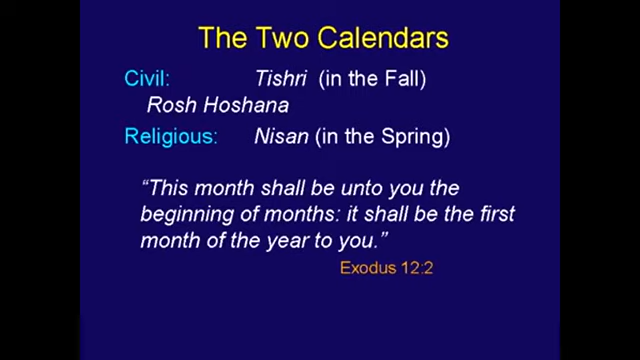 The Two Calendars
Civil: Tishri (in the Fall)
Rosh Hoshana
Religious: Nisan (in the Spring)
“This month shall be unto you the
beginning of months: it shall be the first
month of the year to you.”
Exodus 12:2